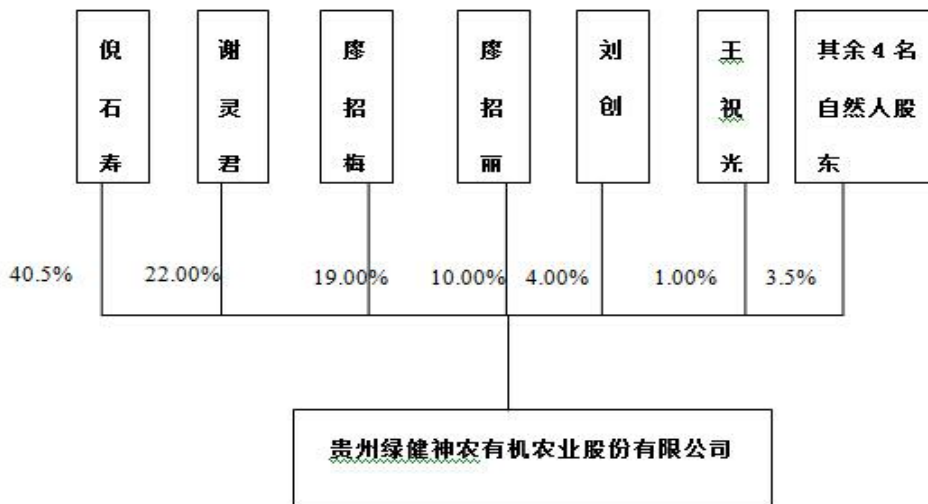 倪石寿
谢灵君
廖招梅
廖招丽
刘创
王祝光
其余4名
自然人股
东
40.5%
22.00%
19.00%
10.00%
4.00%
1.00%
3.5%
贵州绿健神农有机农业股份有限公司